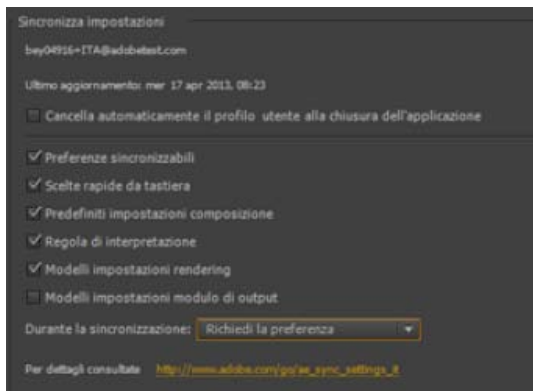 Sincronizza impostazioni
bey04916+ITA@adobetest.com
Ultimo aggiornamento: mer 17 apr 2013, 08:23
Cancella automaticamente il profilo utente alla chiusura dell'applicazione
Preferenze sincronizzabili
Scelte rapide da tastiera
Predefiniti impostazioni composizione
Regola di interpretazione
Modelli impostazioni rendering
Modelli impostazioni modulo di output
Durante la sincronizzazione: Richiedi la preferenza
Per dettagli consultate http://www.adobe.com/go/ae_sync_settings_it